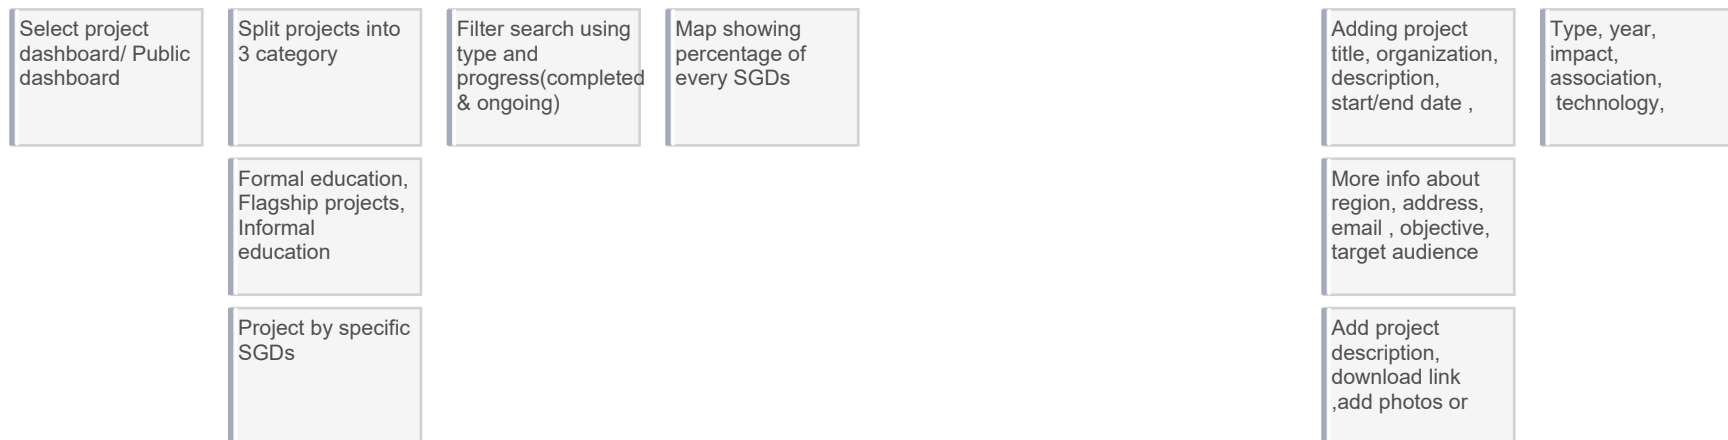 Select project
dashboard/ Public
dashboard
Split projects into
3 category
Filter search using
type and
progress(completed
& ongoing)
Map showing
percentage of
every SGDs
Adding project
title, organization,
description,
start/end date ,
Type, year,
impact,
association,
technology,
Formal education,
Flagship projects,
Informal
education
More info about
region, address,
email , objective,
target audience
Project by specific
SGDs
Add project
description,
download link
,add photos or